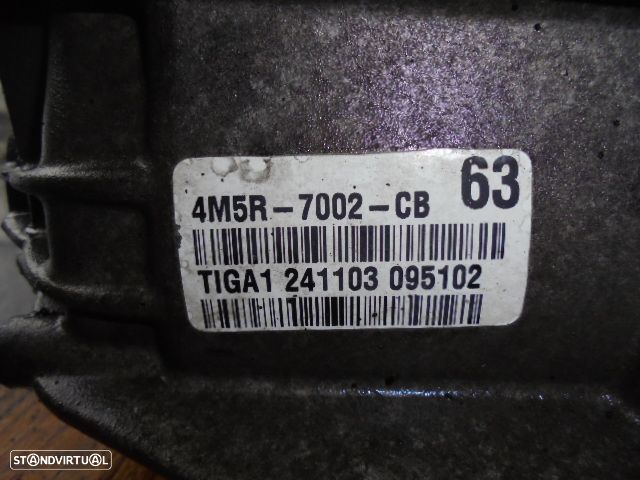 4M5R-7002-CB 63
TIGA1 241103 095102
STANDVIRTUAL